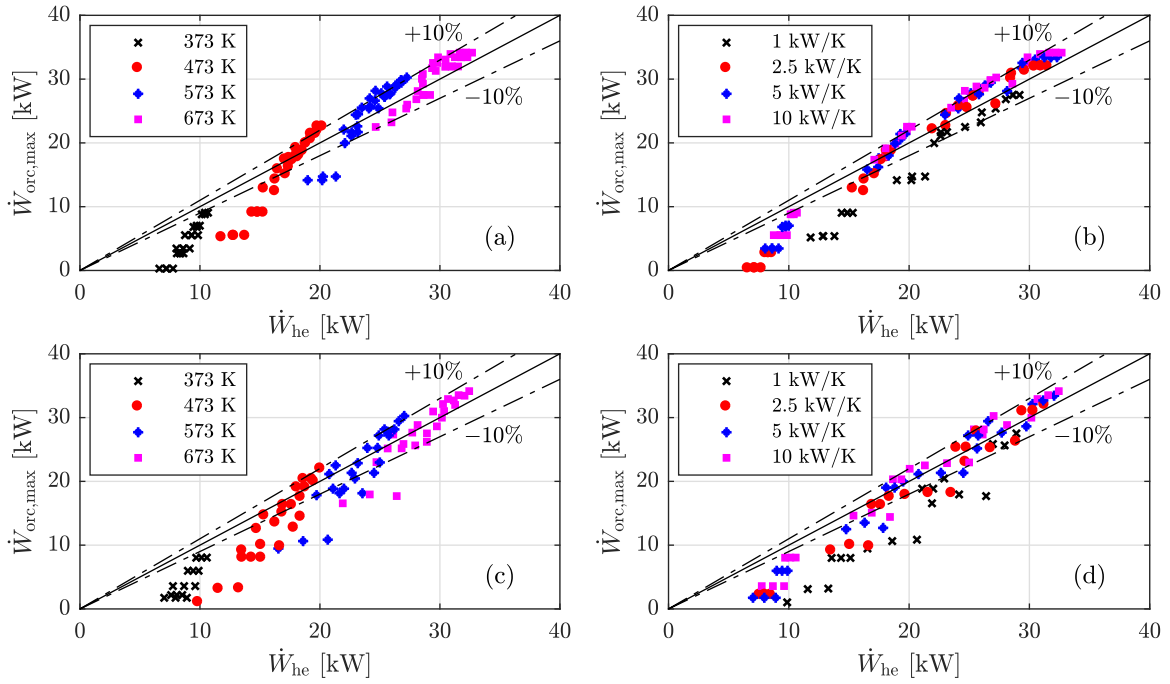 40
30
20
10
0
Ẇorc,max [kW]
373 K
473 K
573 K
673 K
+10%
−10%
(a)
0 10 20 30 40
Ẇhe [kW]
40
30
20
10
0
Ẇorc,max [kW]
1 kW/K
2.5 kW/K
5 kW/K
10 kW/K
+10%
−10%
(b)
0 10 20 30 40
Ẇhe [kW]
40
30
20
10
0
Ẇorc,max [kW]
373 K
473 K
573 K
673 K
+10%
−10%
(c)
0 10 20 30 40
Ẇhe [kW]
40
30
20
10
0
Ẇorc,max [kW]
1 kW/K
2.5 kW/K
5 kW/K
10 kW/K
+10%
−10%
(d)
0 10 20 30 40
Ẇhe [kW]